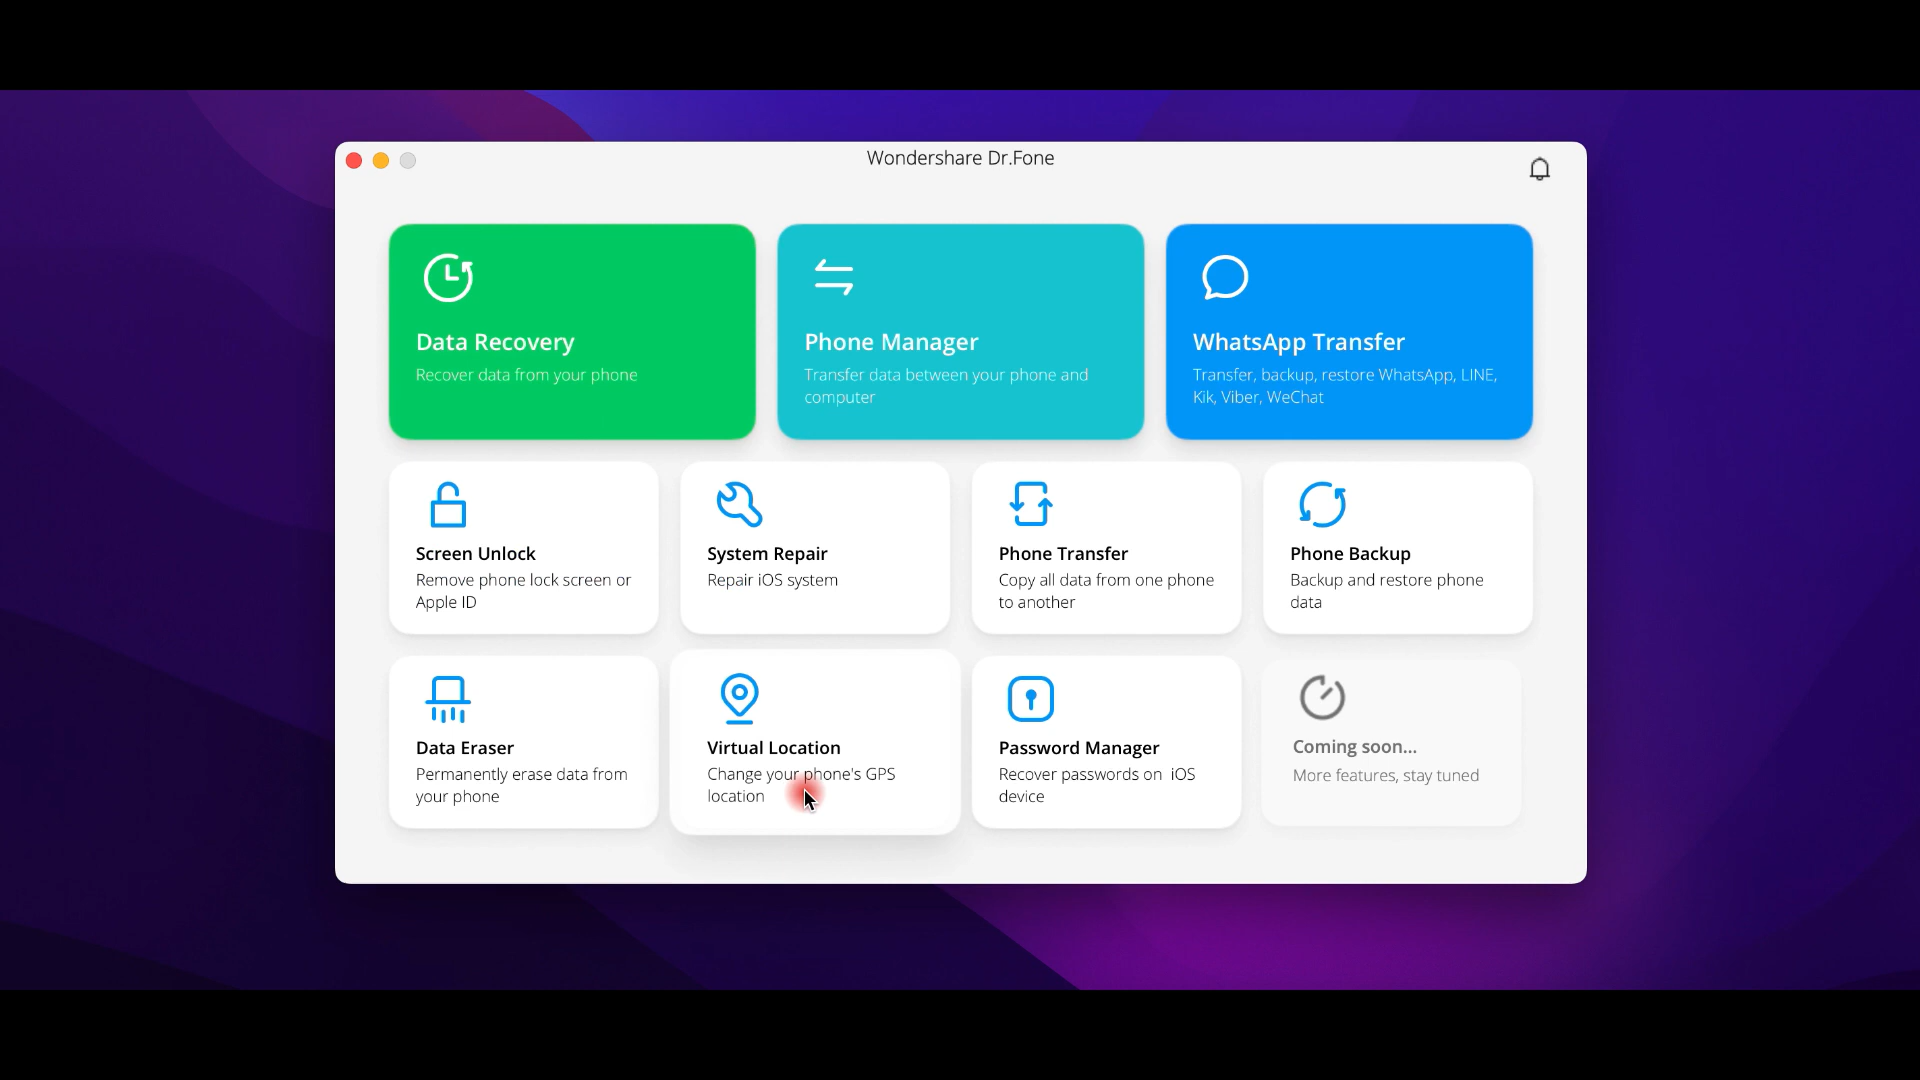 Wondershare Dr.Fone
Data Recovery
Recover data from your phone
Phone Manager
Transfer data between your phone and
computer
WhatsApp Transfer
Transfer, backup, restore WhatsApp, LINE,
Kik, Viber, WeChat
Screen Unlock
Remove phone lock screen or
Apple ID
System Repair
Repair iOS system
Phone Transfer
Copy all data from one phone
to another
Phone Backup
Backup and restore phone
data
Data Eraser
Permanently erase data from
your phone
Virtual Location
Change your phone's GPS
location
Password Manager
Recover passwords on iOS
device
Coming soon...
More features, stay tuned